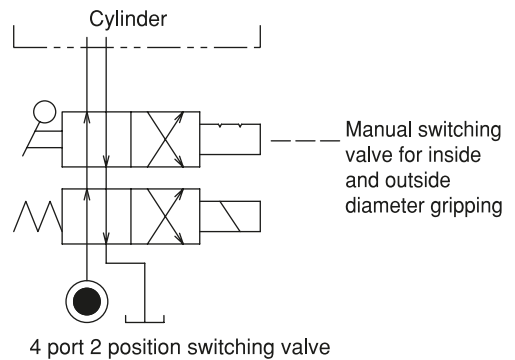 Cylinder
Manual switching
valve for inside
and outside
diameter gripping
4 port 2 position switching valve